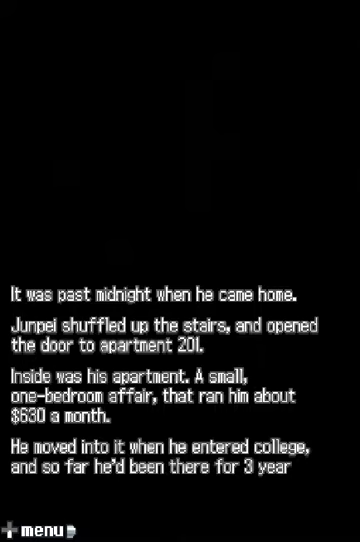 It was past midnight when he came home.
Junpei shuffled up the stairs, and opened
the door to apartment 201.
Inside was his apartment. A small,
one-bedroom affair, that ran him about
$630 a month.
He moved into it when he entered college,
and so far he'd been there for 3 year
menu